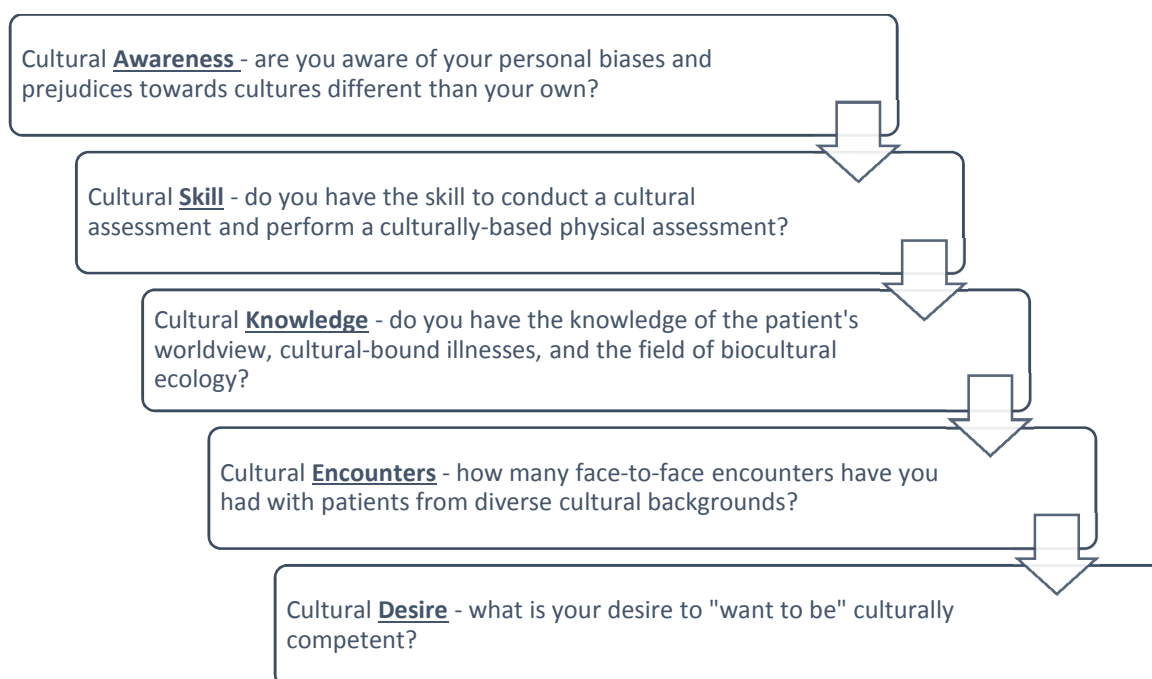 Cultural Awareness - are you aware of your personal biases and
prejudices towards cultures different than your own?
Cultural Skill - do you have the skill to conduct a cultural
assessment and perform a culturally-based physical assessment?
Cultural Knowledge - do you have the knowledge of the patient's
worldview, cultural-bound illnesses, and the field of biocultural
ecology?
Cultural Encounters - how many face-to-face encounters have you
had with patients from diverse cultural backgrounds?
Cultural Desire - what is your desire to "want to be" culturally
competent?